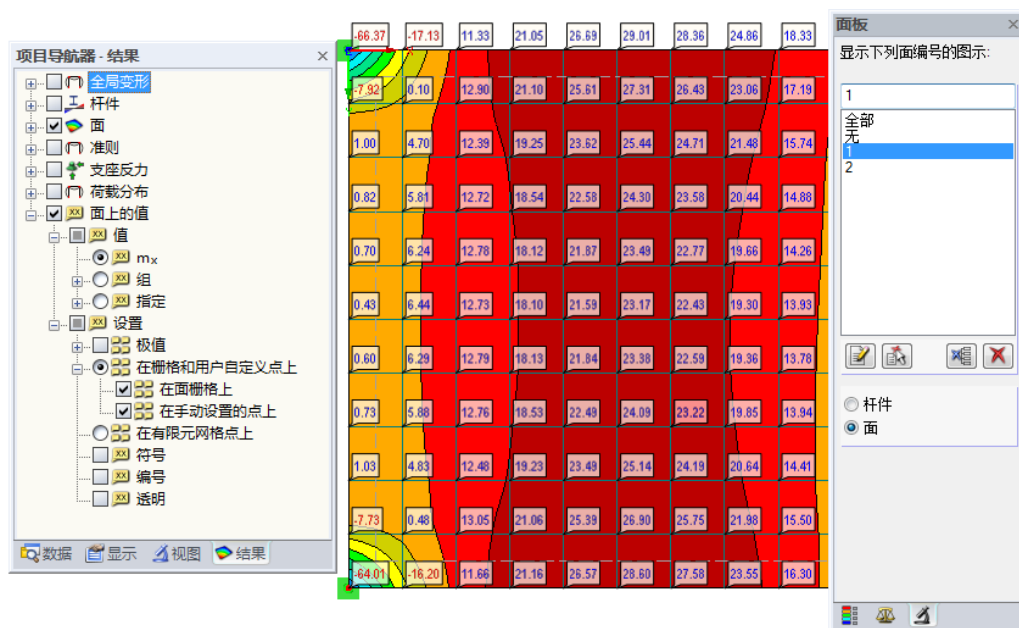 项目导航器 - 结果
全局变形
杆件
面
准则
支座反力
荷载分布
面上的值
值
mₓ
组
指定
设置
极值
在栅格和用户自定义点上
在面栅格上
在手动设置的点上
在有限元网格点上
符号
编号
透明
数据 显示 视图 结果
-66.37 -17.13 11.33 21.05 26.69 29.01 28.36 24.86 18.33
-7.92 0.10 12.90 21.10 25.61 27.31 26.43 23.06 17.19
1.00 4.70 12.39 19.25 23.62 25.44 24.71 21.48 15.74
0.82 5.81 12.72 18.54 22.58 24.30 23.58 20.44 14.88
0.70 6.24 12.78 18.12 21.87 23.49 22.77 19.66 14.26
0.43 6.44 12.73 18.10 21.59 23.17 22.43 19.30 13.93
0.60 6.29 12.79 18.13 21.84 23.38 22.59 19.36 13.78
0.73 5.88 12.76 18.53 22.49 24.09 23.22 19.85 13.94
1.03 4.83 12.48 19.23 23.49 25.14 24.19 20.64 14.41
-7.73 0.48 13.05 21.06 25.39 26.90 25.75 21.98 15.50
-64.01 -16.20 11.66 21.16 26.57 28.60 27.58 23.55 16.30
面板
显示下列面编号的图示:
1
全部
无
1
2
杆件
面